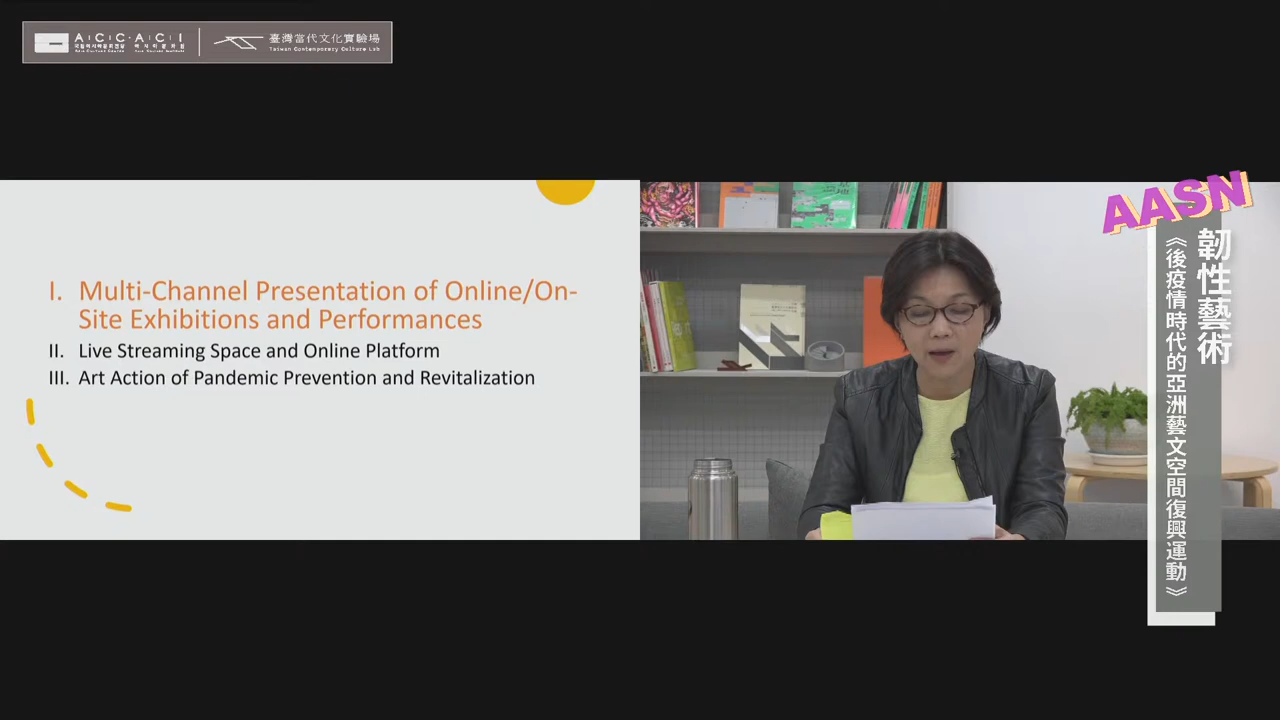 ACC·ACI
臺灣當代文化實驗場
Taiwan Contemporary Culture Lab
I. Multi-Channel Presentation of Online/On-
Site Exhibitions and Performances
II. Live Streaming Space and Online Platform
III. Art Action of Pandemic Prevention and Revitalization
AASN
韌性藝術
《後疫情時代的亞洲藝文空間復興運動》